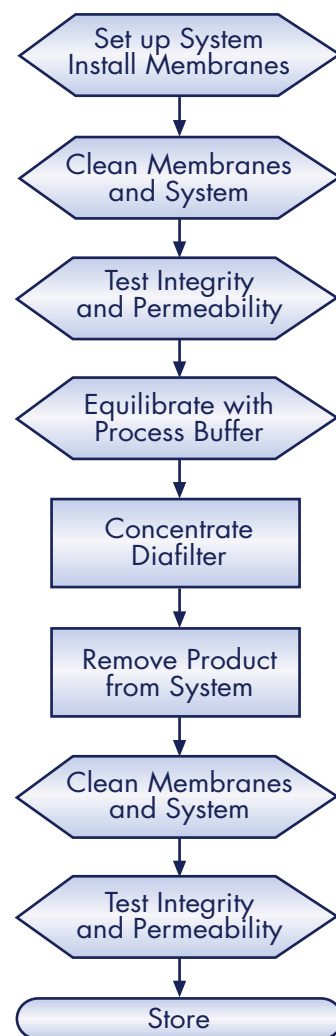 Set up System
Install Membranes
Clean Membranes
and System
Test Integrity
and Permeability
Equilibrate with
Process Buffer
Concentrate
Diafilter
Remove Product
from System
Clean Membranes
and System
Test Integrity
and Permeability
Store